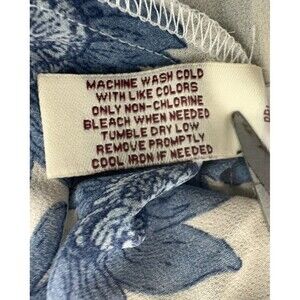 MACHINE WASH COLD
WITH LIKE COLORS
ONLY NON-CHLORINE
BLEACH WHEN NEEDED
TUMBLE DRY LOW
REMOVE PROMPTLY
COOL IRON IF NEEDED